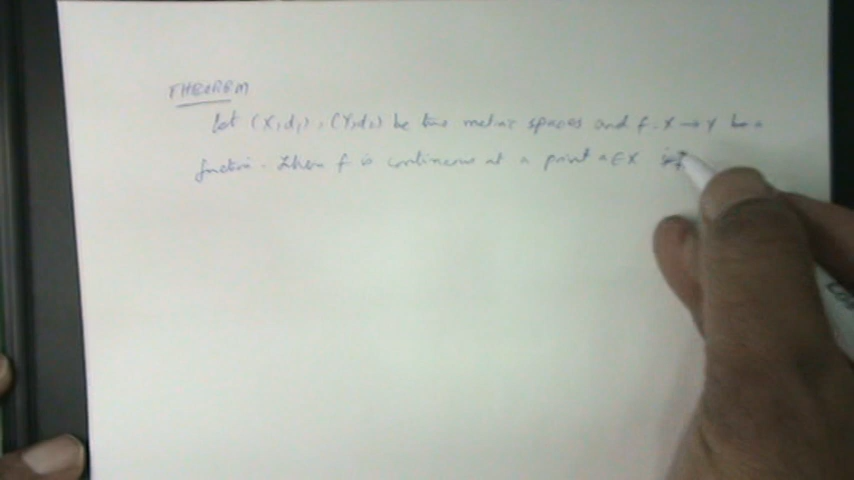 THEOREM
Let (X,d₁), (Y,d₂) be two metric spaces and f: X → Y be a
function. Then f is continuous at a point a ∈ X